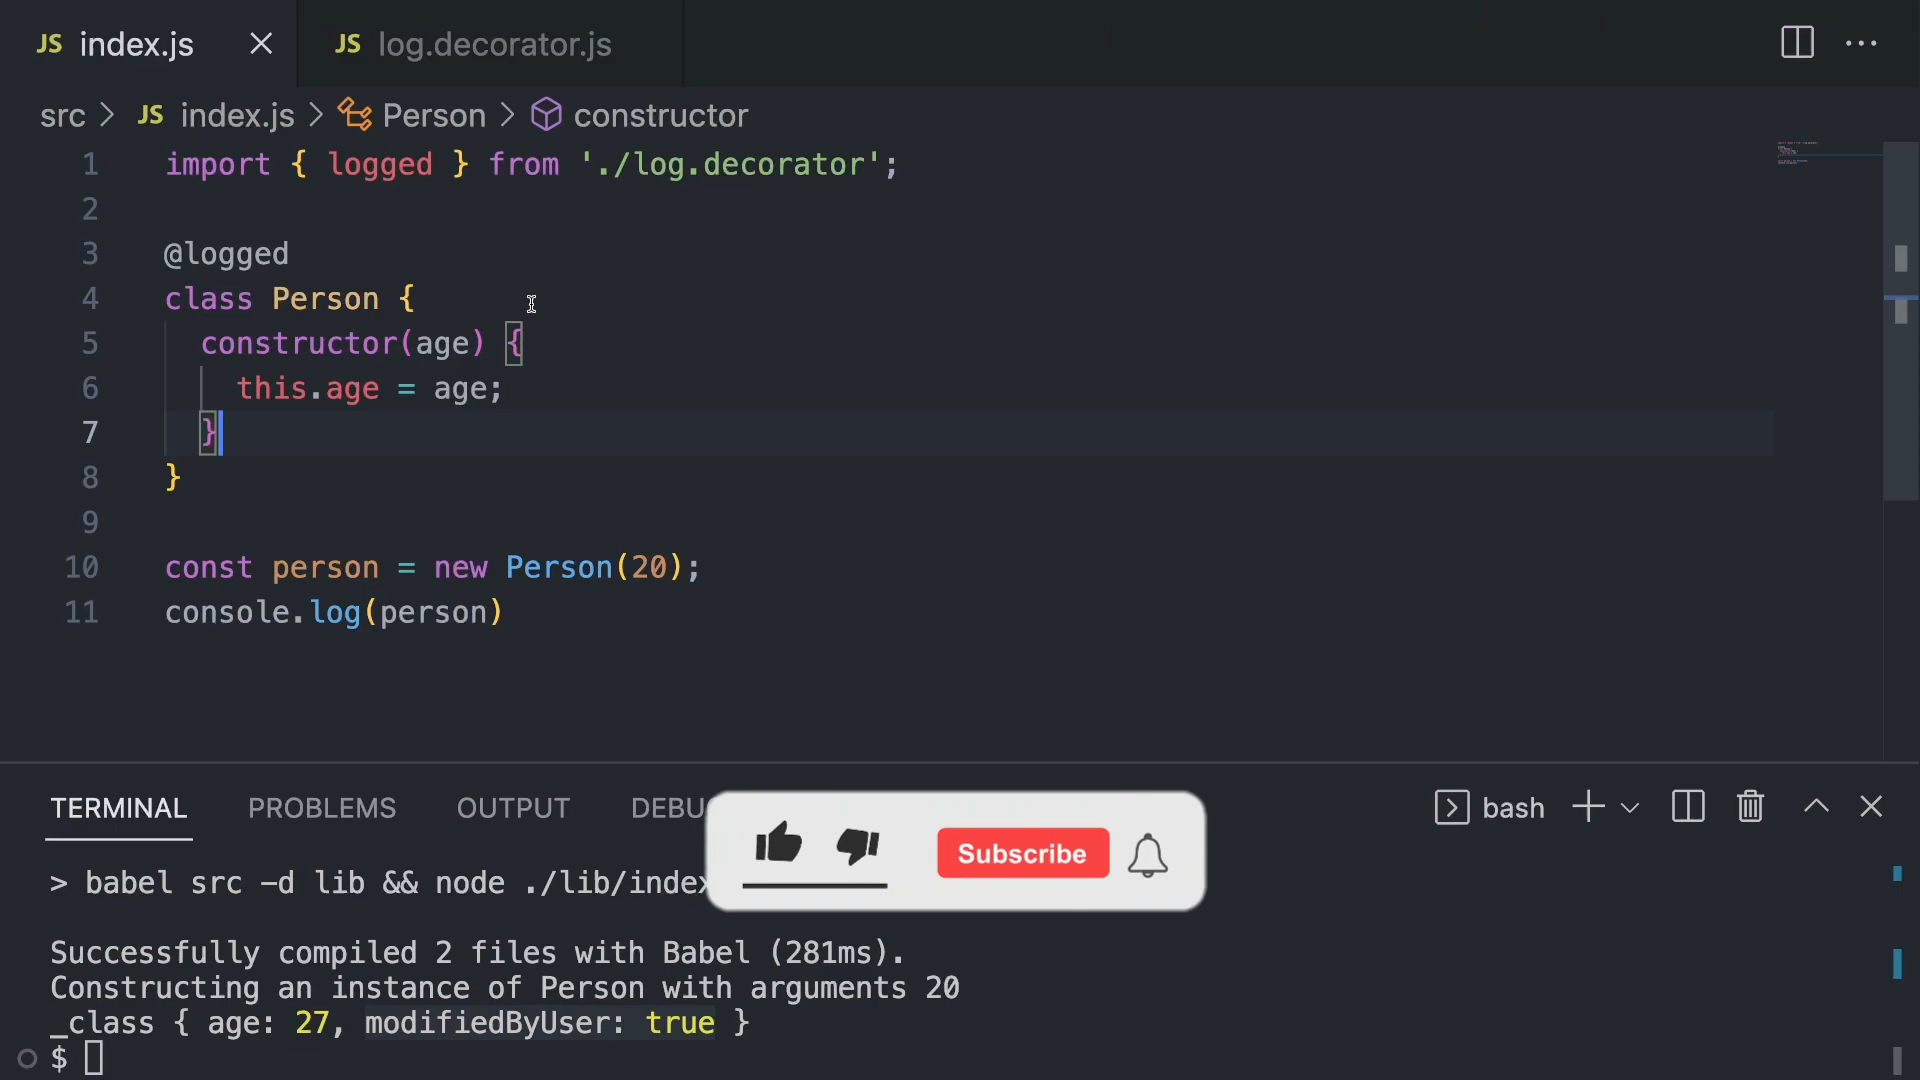 JS index.js JS log.decorator.js
src > JS index.js > Person > constructor
1 import { logged } from './log.decorator';
2
3 @logged
4 class Person {
5 constructor(age) {
6 this.age = age;
7 }
8 }
9
10 const person = new Person(20);
11 console.log(person)
TERMINAL PROBLEMS OUTPUT DEBU bash
Subscribe
> babel src -d lib && node ./lib/index
Successfully compiled 2 files with Babel (281ms).
Constructing an instance of Person with arguments 20
_class { age: 27, modifiedByUser: true }
$